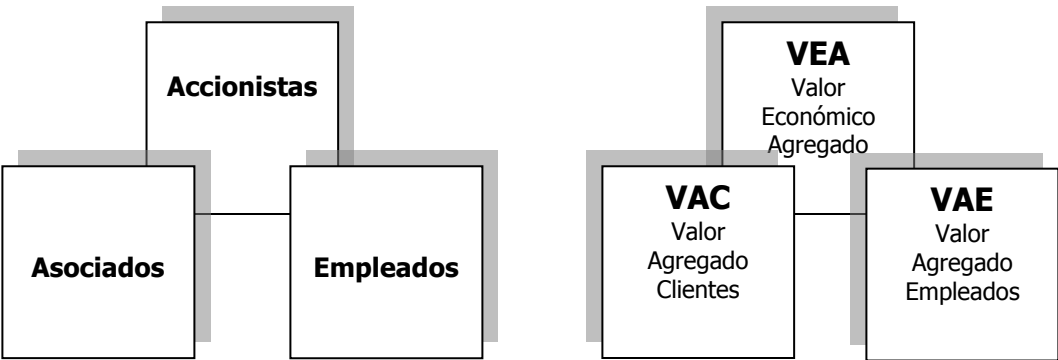 Accionistas
Asociados
Empleados
VEA
Valor
Económico
Agregado
VAC
Valor
Agregado
Clientes
VAE
Valor
Agregado
Empleados